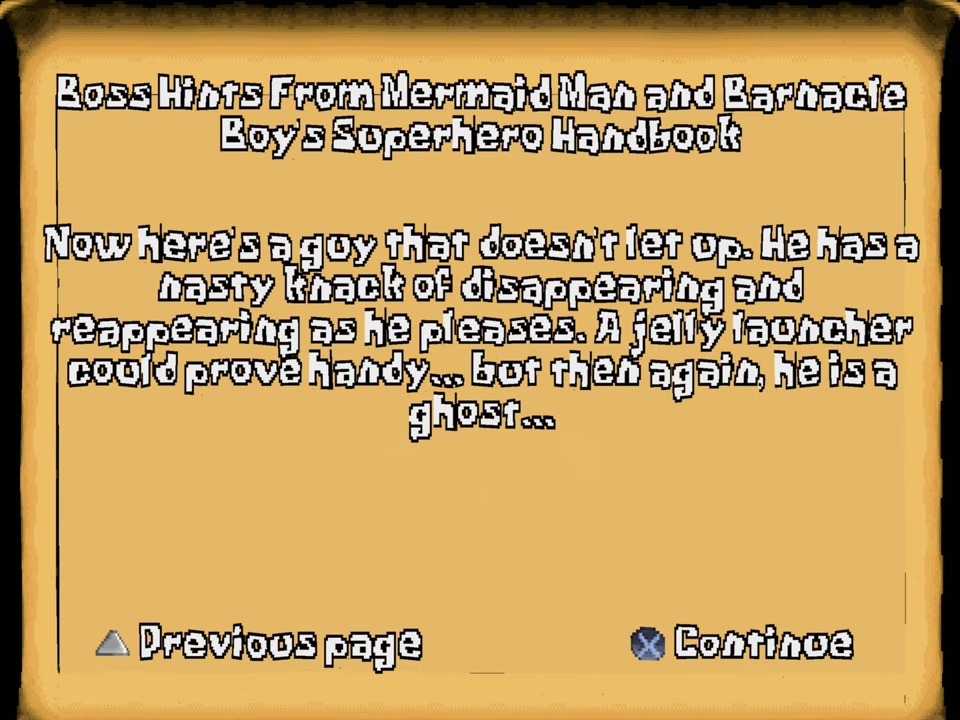 Boss Hints From Mermaid Man and Barnacle
Boy's Superhero Handbook
Now here's a guy that doesn't let up. He has a
nasty knack of disappearing and
reappearing as he pleases. A jelly launcher
could prove handy... but then again, he is a
ghost...
Previous page
Continue